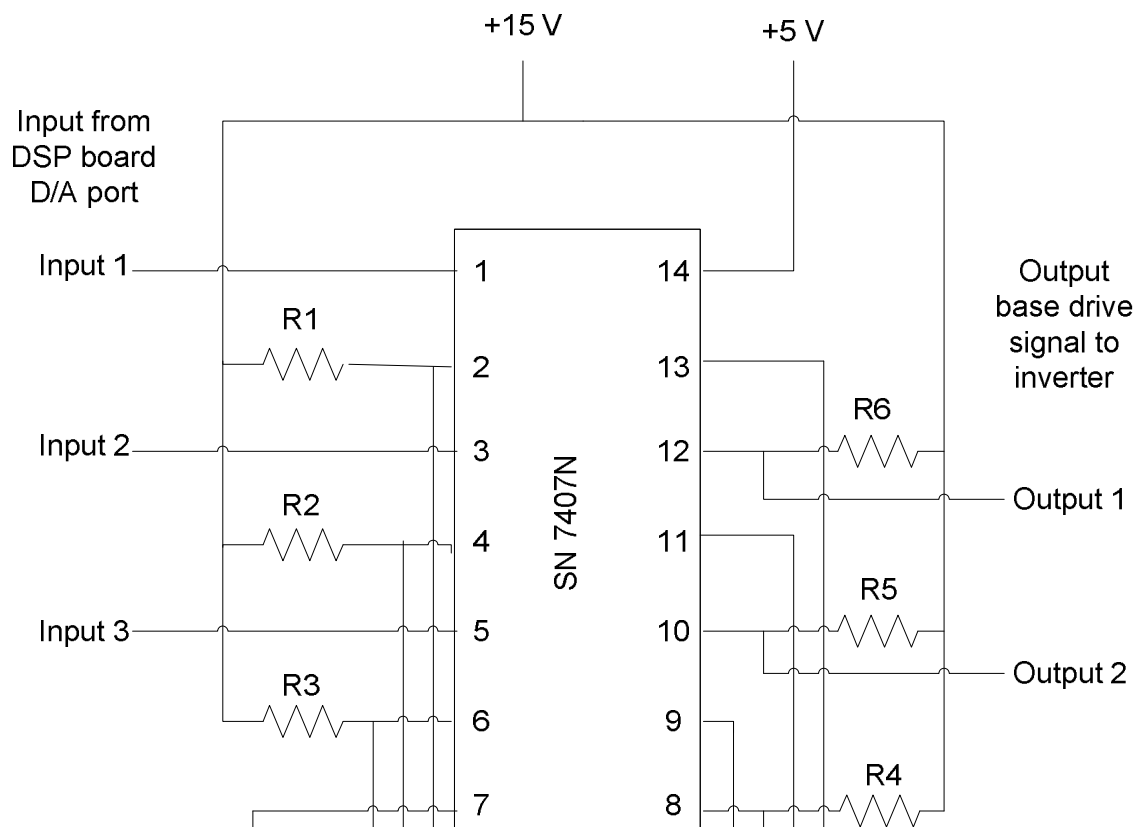 +15 V
+5 V
Input from
DSP board
D/A port
Input 1
1
14
Output
base drive
signal to
inverter
R1
2
13
R6
Input 2
3
12
SN 7407N
Output 1
R2
4
11
R5
Input 3
5
10
Output 2
R3
6
9
R4
7
8